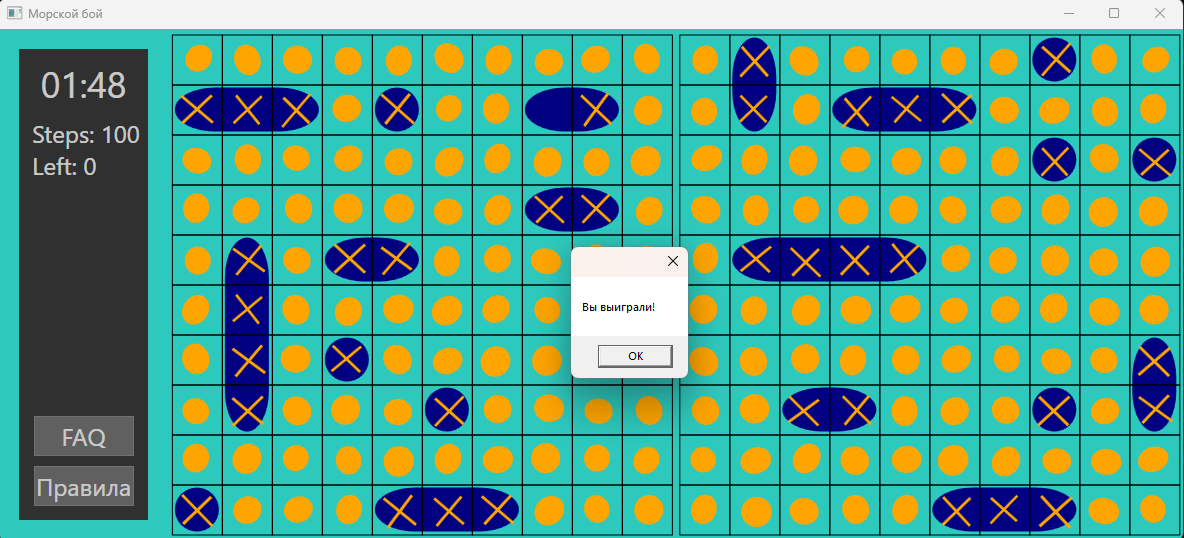 Морской бой
01:48
Steps: 100
Left: 0
Вы выиграли!
OK
FAQ
Правила